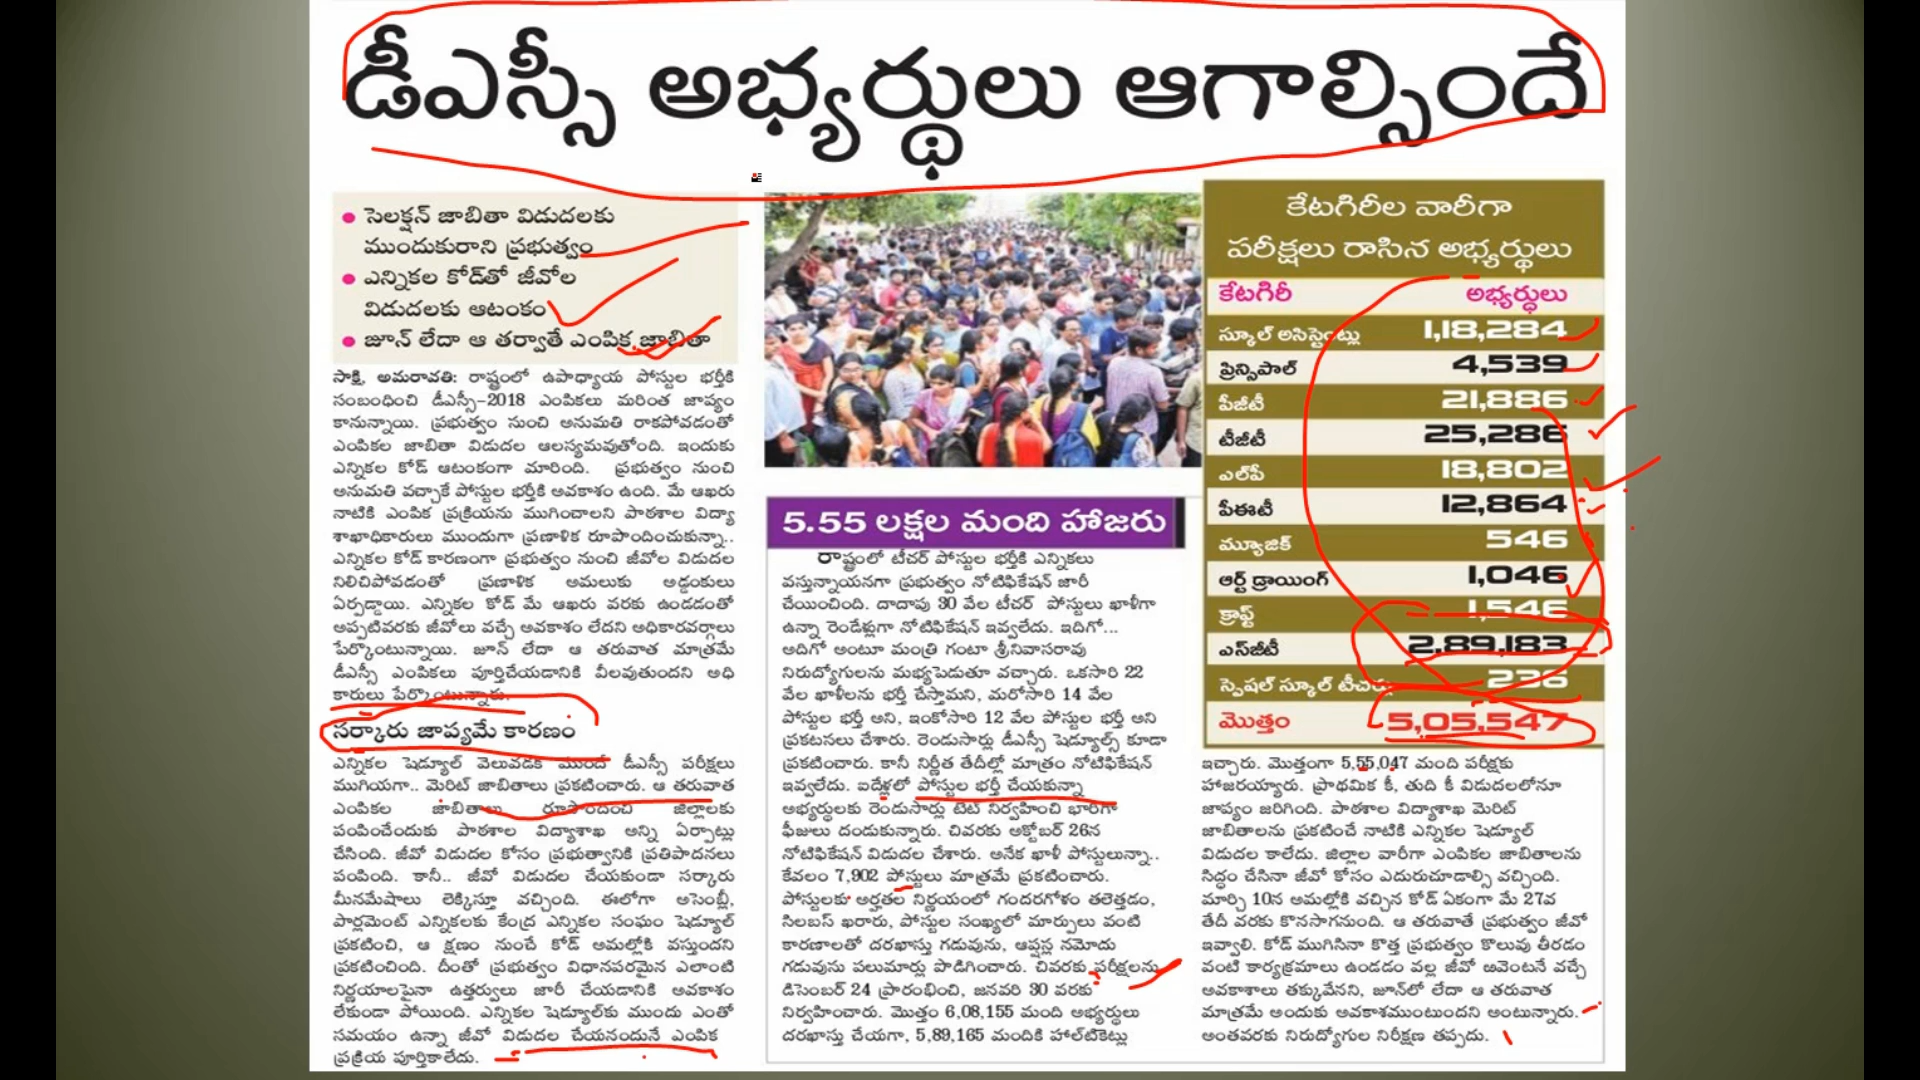 డీఎస్సీ అభ్యర్థులు ఆగాల్సిందే
● సెలక్షన్ జాబితా విడుదలకు
ముందుకురాని ప్రభుత్వం
● ఎన్నికల కోడ్‌తో జీవోల
విడుదలకు ఆటంకం
● జూన్ లేదా ఆ తర్వాతే ఎంపిక జాబితా
సాక్షి, అమరావతి: రాష్ట్రంలో ఉపాధ్యాయ పోస్టుల భర్తీకి
సంబంధించి డీఎస్సీ–2018 ఎంపికలు మరింత జాప్యం
కానున్నాయి. ప్రభుత్వం నుంచి అనుమతి రాకపోవడంతో
ఎంపికల జాబితా విడుదల ఆలస్యమవుతోంది. ఇందుకు
ఎన్నికల కోడ్ ఆటంకంగా మారింది. ప్రభుత్వం నుంచి
అనుమతి వచ్చాకే పోస్టుల భర్తీకి అవకాశం ఉంది. మే ఆఖరు
నాటికి ఎంపిక ప్రక్రియను ముగించాలని పాఠశాల విద్యా
శాఖాధికారులు ముందుగా ప్రణాళిక రూపొందించుకున్నా..
ఎన్నికల కోడ్ కారణంగా ప్రభుత్వం నుంచి జీవోల విడుదల
నిలిచిపోవడంతో ప్రణాళిక అమలుకు అడ్డంకులు
ఏర్పడ్డాయి. ఎన్నికల కోడ్ మే ఆఖరు వరకు ఉండడంతో
అప్పటివరకు జీవోలు వచ్చే అవకాశం లేదని అధికారవర్గాలు
పేర్కొంటున్నాయి. జూన్ లేదా ఆ తరువాత మాత్రమే
డీఎస్సీ ఎంపికలు పూర్తిచేయడానికి వీలవుతుందని అధి
కారులు పేర్కొంటున్నారు.
సర్కారు జాప్యమే కారణం
ఎన్నికల షెడ్యూల్ వెలువడక ముందే డీఎస్సీ పరీక్షలు
ముగియగా.. మెరిట్ జాబితాలు ప్రకటించారు. ఆ తరువాత
ఎంపికల జాబితాలు రూపొందించి జిల్లాలకు
పంపించేందుకు పాఠశాల విద్యాశాఖ అన్ని ఏర్పాట్లు
చేసింది. జీవో విడుదల కోసం ప్రభుత్వానికి ప్రతిపాదనలు
పంపింది. కానీ.. జీవో విడుదల చేయకుండా సర్కారు
మీనమేషాలు లెక్కిస్తూ వచ్చింది. ఈలోగా అసెంబ్లీ,
పార్లమెంట్ ఎన్నికలకు కేంద్ర ఎన్నికల సంఘం షెడ్యూల్
ప్రకటించి, ఆ క్షణం నుంచే కోడ్ అమల్లోకి వస్తుందని
ప్రకటించింది. దీంతో ప్రభుత్వం విధానపరమైన ఎలాంటి
నిర్ణయాలపైనా ఉత్తర్వులు జారీ చేయడానికి అవకాశం
లేకుండా పోయింది. ఎన్నికల షెడ్యూల్‌కు ముందు ఎంతో
సమయం ఉన్నా జీవో విడుదల చేయనందునే ఎంపిక
ప్రక్రియ పూర్తికాలేదు.
5.55 లక్షల మంది హాజరు
రాష్ట్రంలో టీచర్ పోస్టుల భర్తీకి ఎన్నికలు
వస్తున్నాయనగా ప్రభుత్వం నోటిఫికేషన్ జారీ
చేయించింది. దాదాపు 30 వేల టీచర్ పోస్టులు ఖాళీగా
ఉన్నా రెండేళ్లుగా నోటిఫికేషన్ ఇవ్వలేదు. ఇదిగో...
అదిగో అంటూ మంత్రి గంటా శ్రీనివాసరావు
నిరుద్యోగులను మభ్యపెడుతూ వచ్చారు. ఒకసారి 22
వేల ఖాళీలను భర్తీ చేస్తామని, మరోసారి 14 వేల
పోస్టుల భర్తీ అని, ఇంకోసారి 12 వేల పోస్టుల భర్తీ అని
ప్రకటనలు చేశారు. రెండుసార్లు డీఎస్సీ షెడ్యూల్స్ కూడా
ప్రకటించారు. కానీ నిర్ణీత తేదీల్లో మాత్రం నోటిఫికేషన్
ఇవ్వలేదు. ఐదేళ్లలో పోస్టుల భర్తీ చేయకున్నా
అభ్యర్థులకు రెండుసార్లు టెట్ నిర్వహించి భారీగా
ఫీజులు దండుకున్నారు. చివరకు అక్టోబర్ 26న
నోటిఫికేషన్ విడుదల చేశారు. అనేక ఖాళీ పోస్టులున్నా..
కేవలం 7,902 పోస్టులు మాత్రమే ప్రకటించారు.
పోస్టులకు అర్హతల నిర్ణయంలో గందరగోళం తలెత్తడం,
సిలబస్ ఖరారు, పోస్టుల సంఖ్యలో మార్పులు వంటి
కారణాలతో దరఖాస్తు గడువును, ఆప్షన్ల నమోదు
గడువును పలుమార్లు పొడిగించారు. చివరకు పరీక్షలను
డిసెంబర్ 24 ప్రారంభించి, జనవరి 30 వరకు
నిర్వహించారు. మొత్తం 6,08,155 మంది అభ్యర్థులు
దరఖాస్తు చేయగా, 5,89,165 మందికి హాల్‌టికెట్లు
కేటగిరీల వారీగా
పరీక్షలు రాసిన అభ్యర్థులు
కేటగిరీ అభ్యర్థులు
స్కూల్ అసిస్టెంట్లు 1,18,284
ప్రిన్సిపాల్ 4,539
పీజీటీ 21,886
టీజీటీ 25,286
ఎల్‌పీ 18,802
పీఈటీ 12,864
మ్యూజిక్ 546
ఆర్ట్ డ్రాయింగ్ 1,046
క్రాఫ్ట్ 1,546
ఎస్‌జీటీ 2,89,183
స్పెషల్ స్కూల్ టీచర్లు 236
మొత్తం 5,05,547
ఇచ్చారు. మొత్తంగా 5,55,047 మంది పరీక్షకు
హాజరయ్యారు. ప్రాథమిక కీ, తుది కీ విడుదలలోనూ
జాప్యం జరిగింది. పాఠశాల విద్యాశాఖ మెరిట్
జాబితాలను ప్రకటించే నాటికి ఎన్నికల షెడ్యూల్
విడుదల కాలేదు. జిల్లాల వారీగా ఎంపికల జాబితాలను
సిద్ధం చేసినా జీవో కోసం ఎదురుచూడాల్సి వచ్చింది.
మార్చి 10న అమల్లోకి వచ్చిన కోడ్ ఏకంగా మే 27వ
తేదీ వరకు కొనసాగనుంది. ఆ తరువాతే ప్రభుత్వం జీవో
ఇవ్వాలి. కోడ్ ముగిసినా కొత్త ప్రభుత్వం కొలువు తీరడం
వంటి కార్యక్రమాలు ఉండడం వల్ల జీవో ఒవెంటనే వచ్చే
అవకాశాలు తక్కువేనని, జూన్‌లో లేదా ఆ తరువాత
మాత్రమే అందుకు అవకాశముంటుందని అంటున్నారు.
అంతవరకు నిరుద్యోగుల నిరీక్షణ తప్పదు.